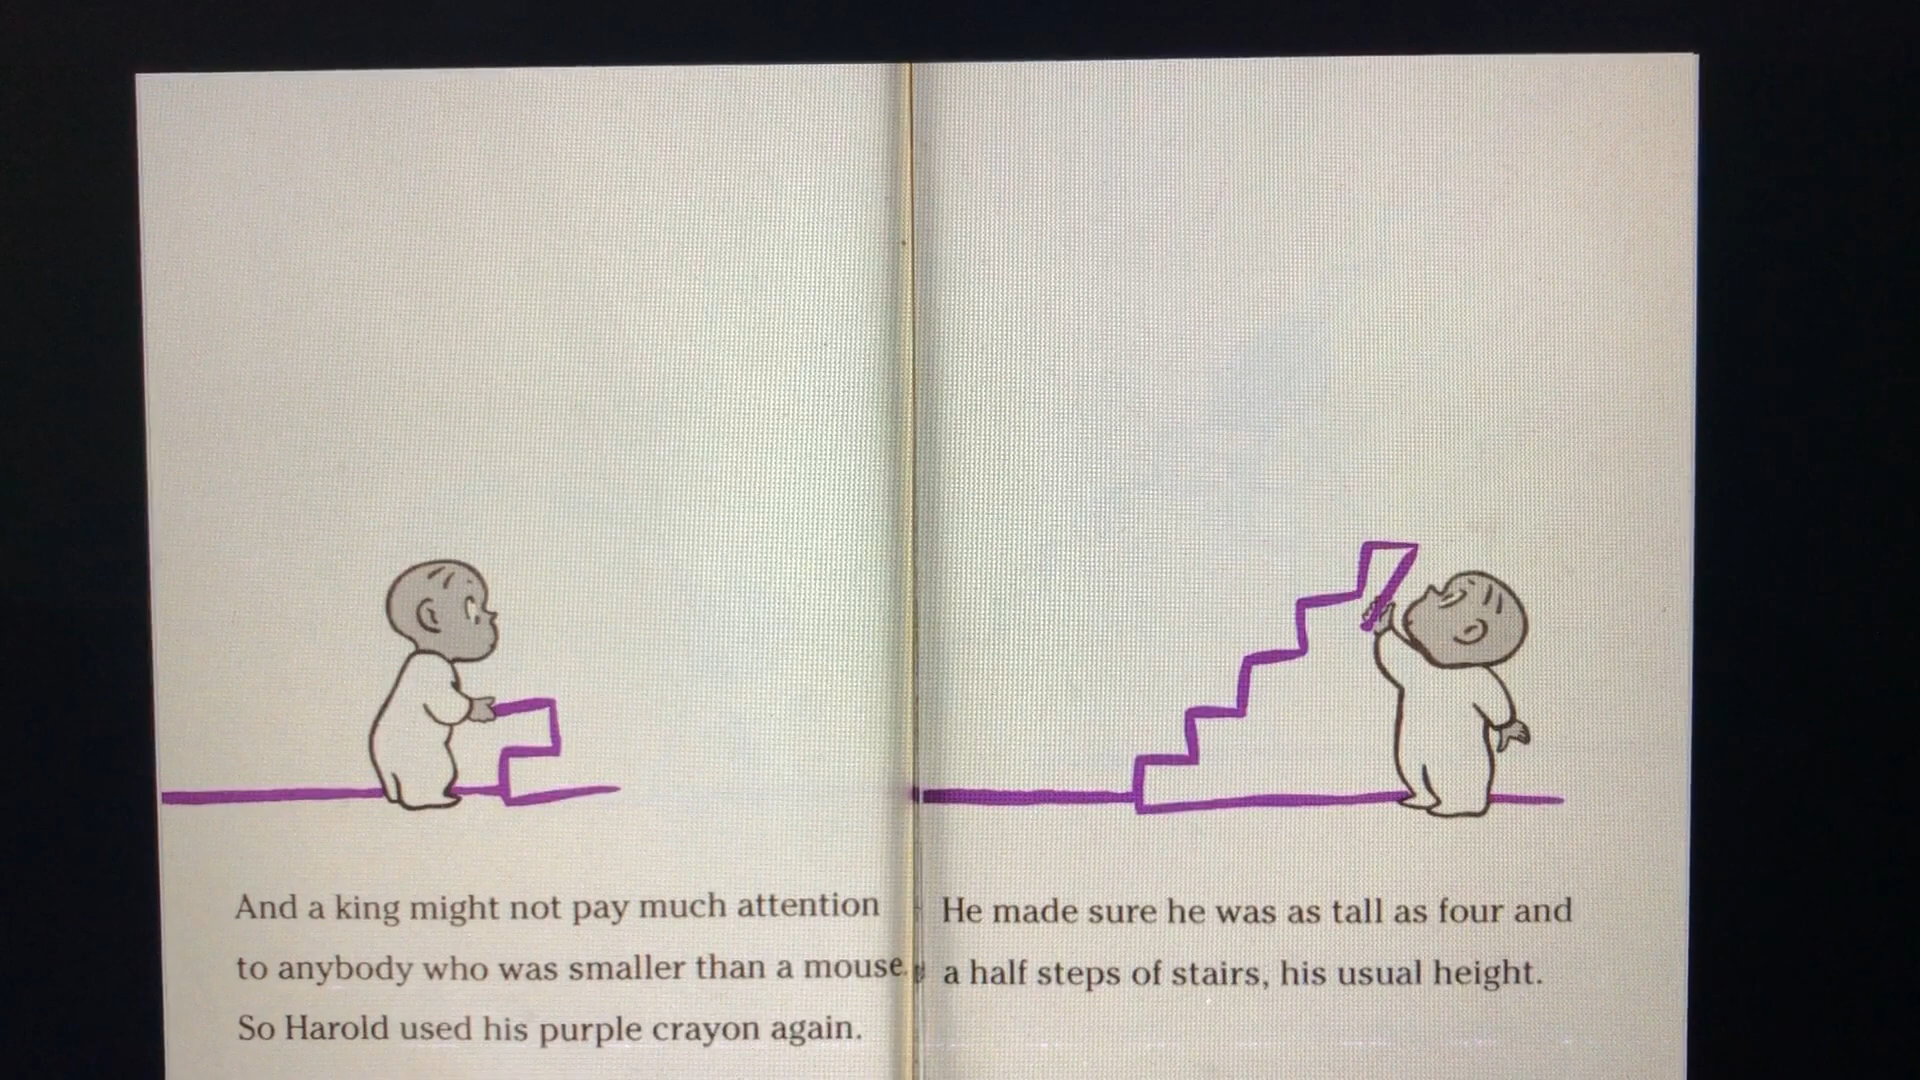 And a king might not pay much attention
to anybody who was smaller than a mouse.
So Harold used his purple crayon again.
He made sure he was as tall as four and
a half steps of stairs, his usual height.